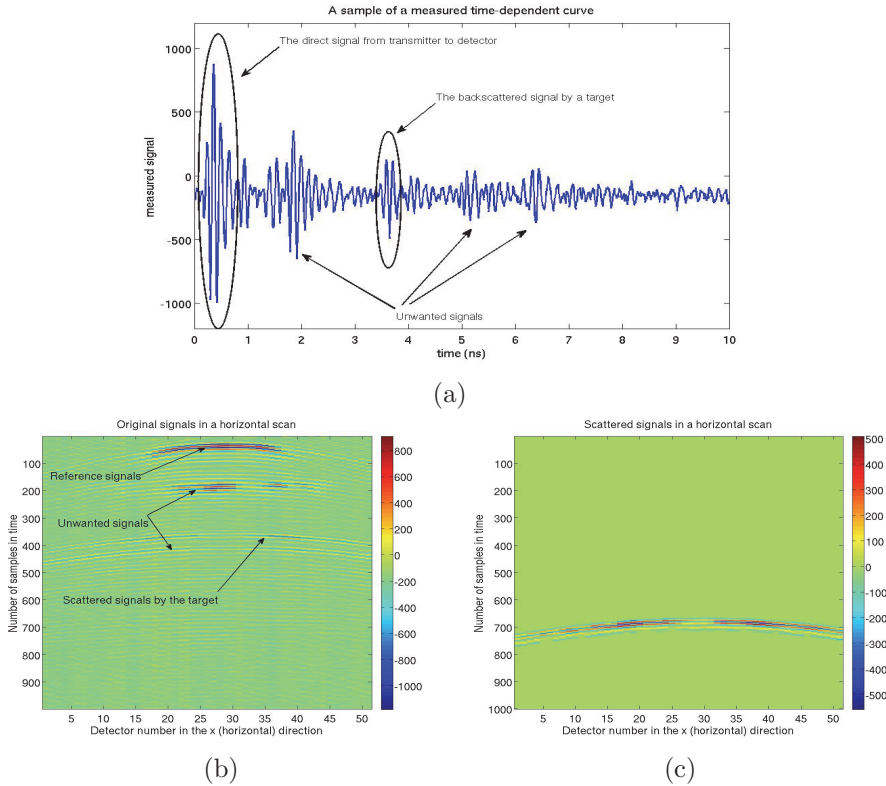 A sample of a measured time-dependent curve
The direct signal from transmitter to detector
The backscattered signal by a target
Unwanted signals
measured signal
1000
500
0
-500
-1000
0 1 2 3 4 5 6 7 8 9 10
time (ns)
(a)
Original signals in a horizontal scan
Reference signals
Unwanted signals
Scattered signals by the target
Number of samples in time
100
200
300
400
500
600
700
800
900
5 10 15 20 25 30 35 40 45 50
Detector number in the x (horizontal) direction
800
600
400
200
0
-200
-400
-600
-800
-1000
(b)
Scattered signals in a horizontal scan
Number of samples in time
100
200
300
400
500
600
700
800
900
1000
5 10 15 20 25 30 35 40 45 50
Detector number in the x (horizontal) direction
500
400
300
200
100
0
-100
-200
-300
-400
-500
(c)